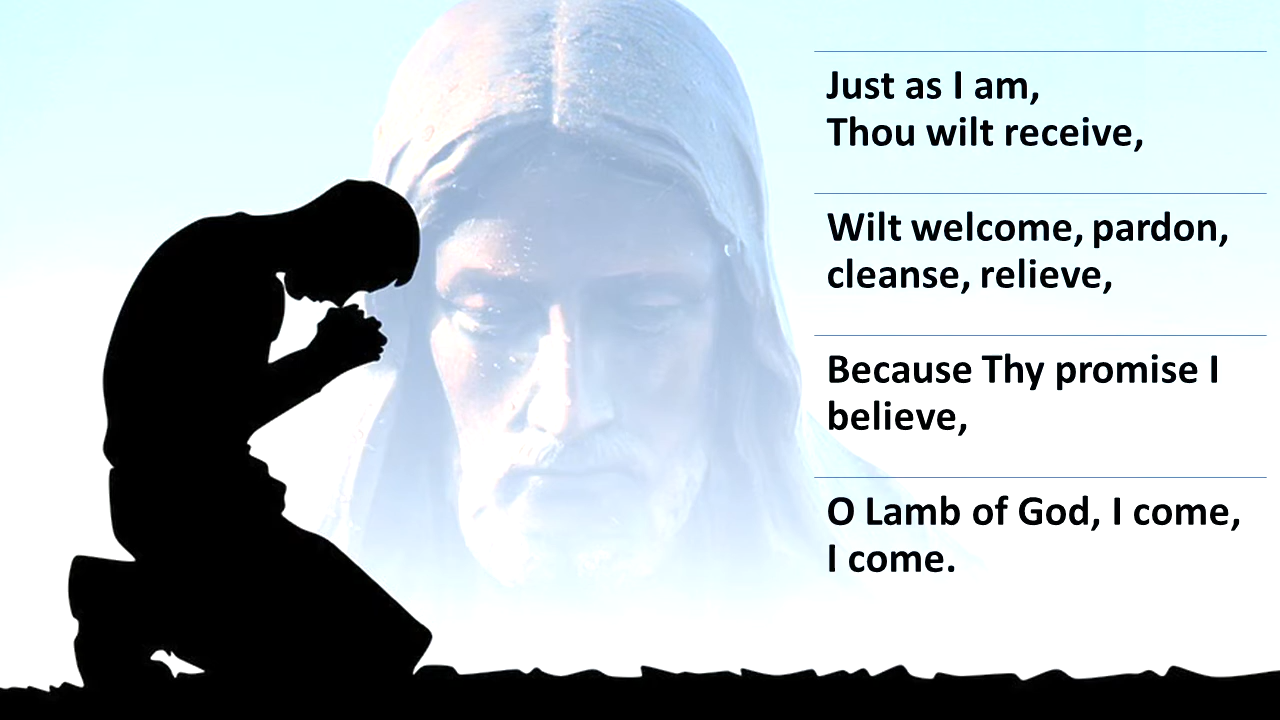 Just as I am,
Thou wilt receive,
Wilt welcome, pardon,
cleanse, relieve,
Because Thy promise I
believe,
O Lamb of God, I come,
I come.